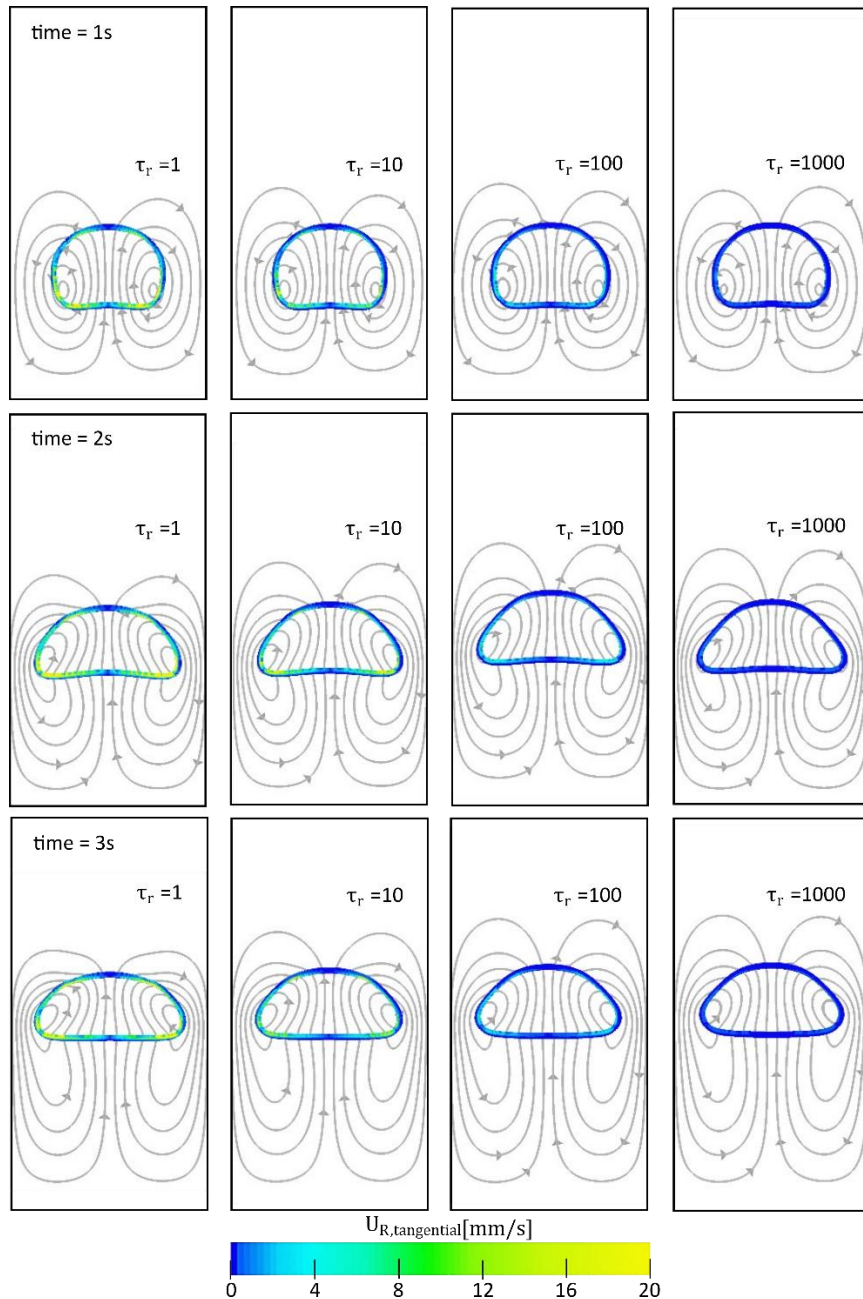 time = 1s
τr =1
τr =10
τr =100
τr =1000
time = 2s
τr =1
τr =10
τr =100
τr =1000
time = 3s
τr =1
τr =10
τr =100
τr =1000
UR,tangential[mm/s]
0 4 8 12 16 20